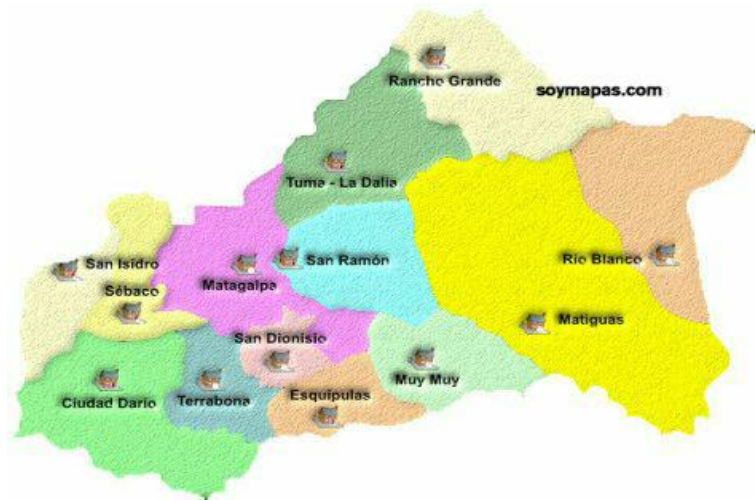 Rancho Grande
soymapas.com
Tuma - La Dalia
San Isidro
San Ramón
Río Blanco
Matagalpa
Sébaco
Matiguas
San Dionisio
Muy Muy
Esquipulas
Terrabona
Ciudad Darío